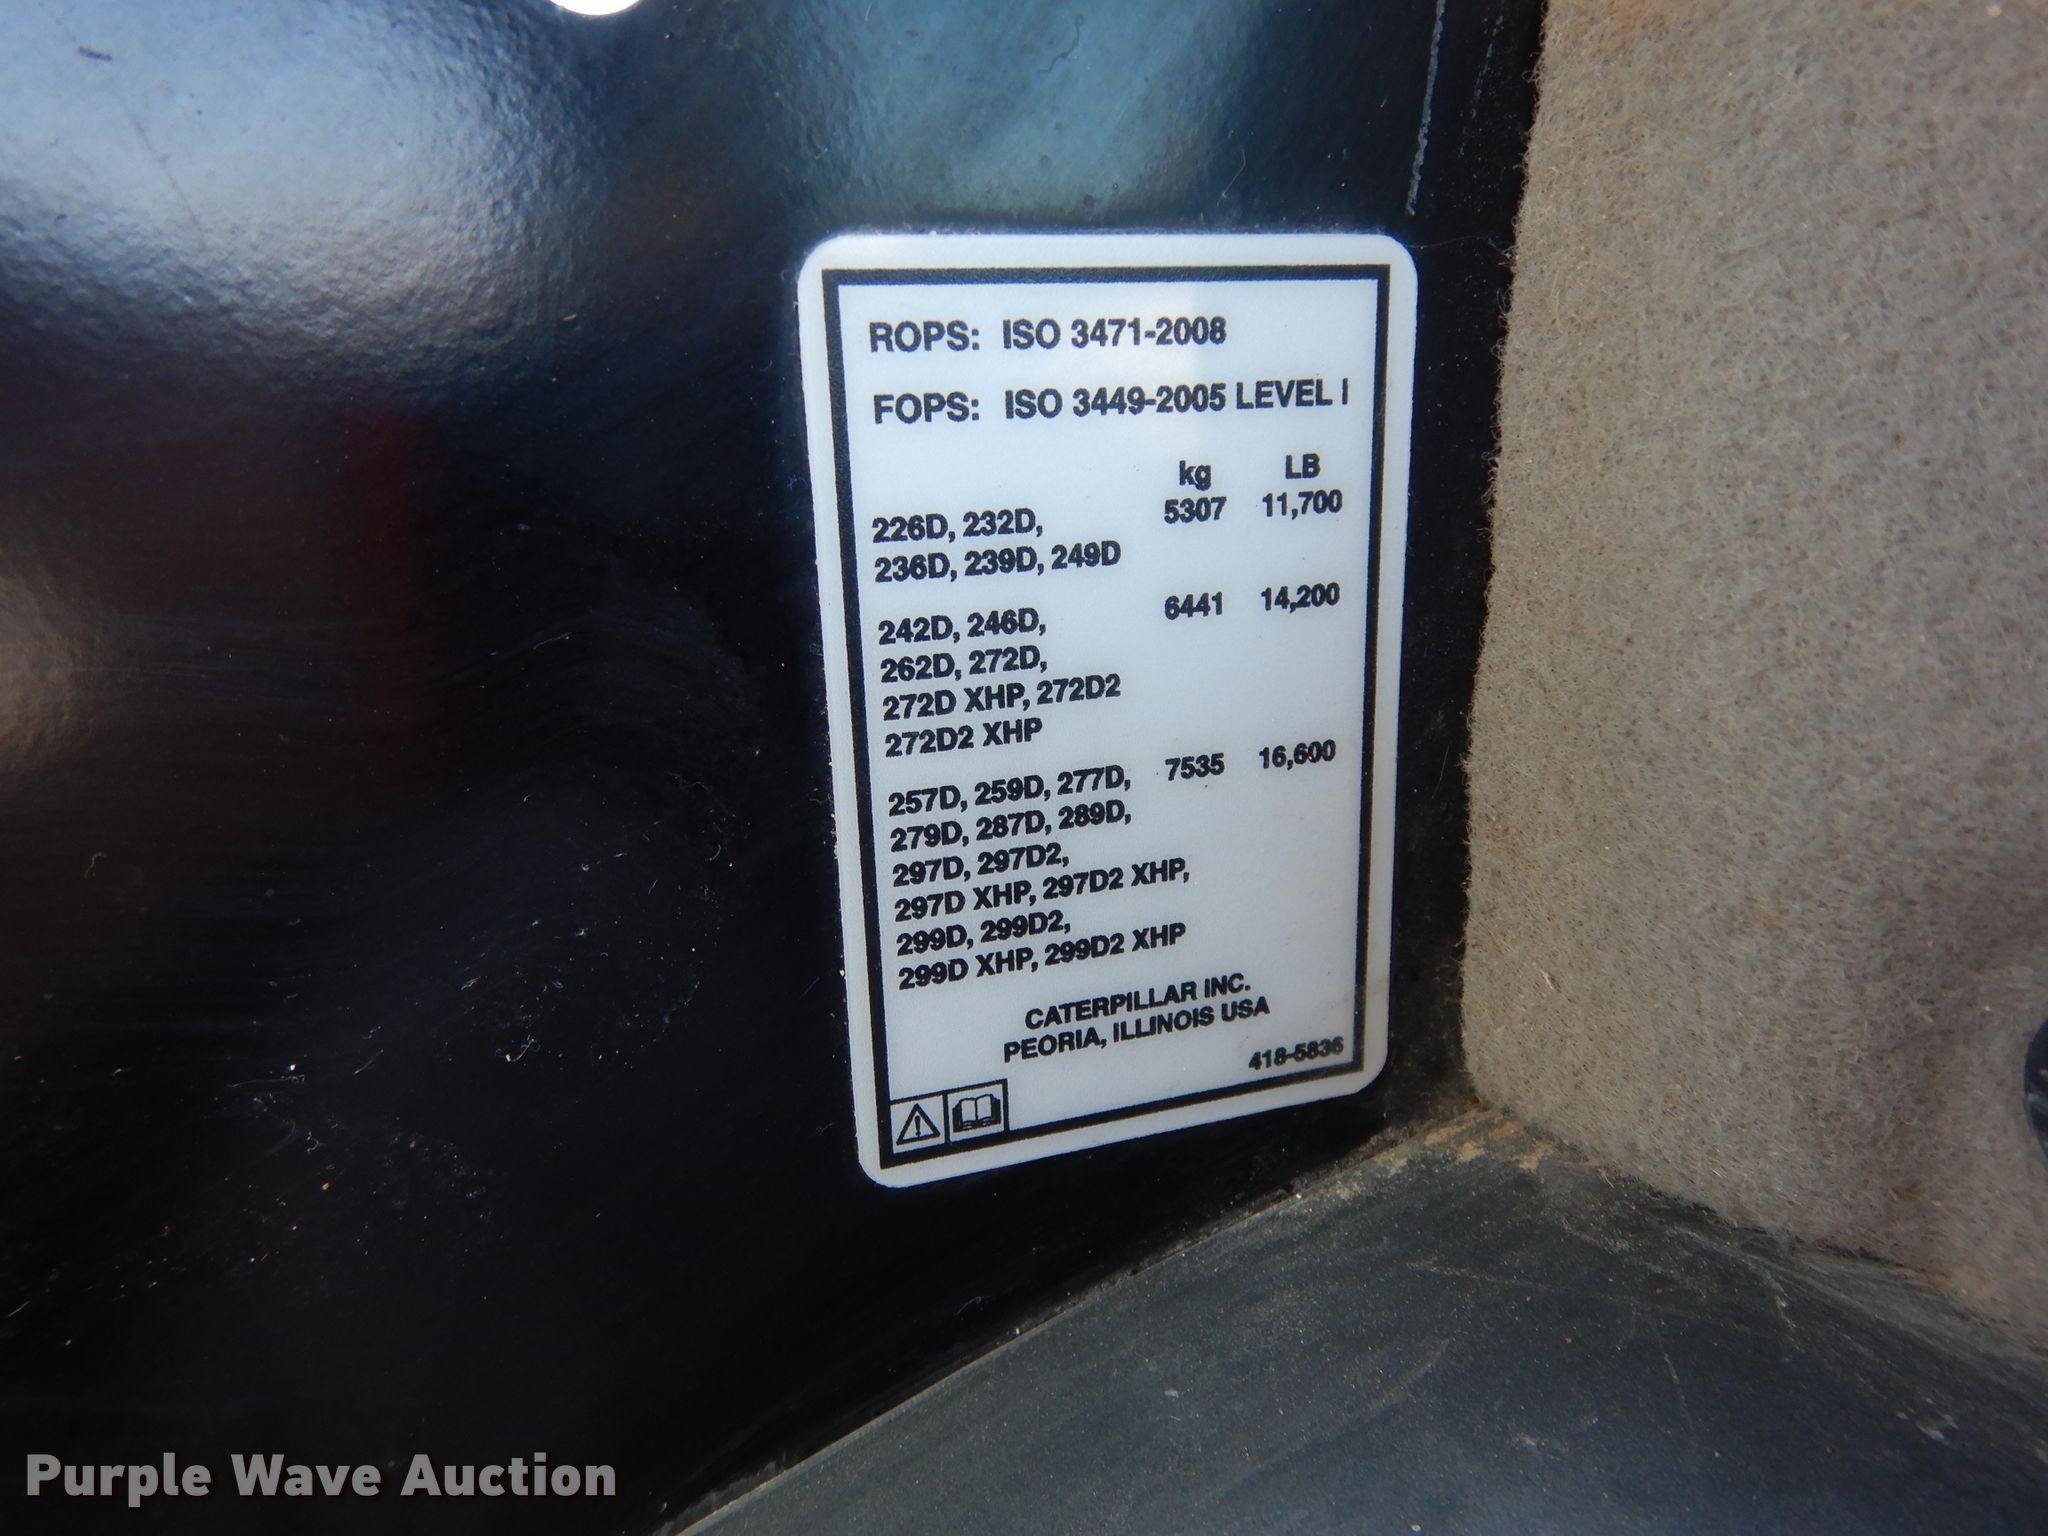 ROPS: ISO 3471-2008
FOPS: ISO 3449-2005 LEVEL I
kg LB
226D, 232D, 5307 11,700
236D, 239D, 249D
242D, 246D, 6441 14,200
262D, 272D,
272D XHP, 272D2
272D2 XHP
257D, 259D, 277D, 7535 16,600
279D, 287D, 289D,
297D, 297D2,
297D XHP, 297D2 XHP,
299D, 299D2,
299D XHP, 299D2 XHP
CATERPILLAR INC.
PEORIA, ILLINOIS USA
418-5836
Purple Wave Auction